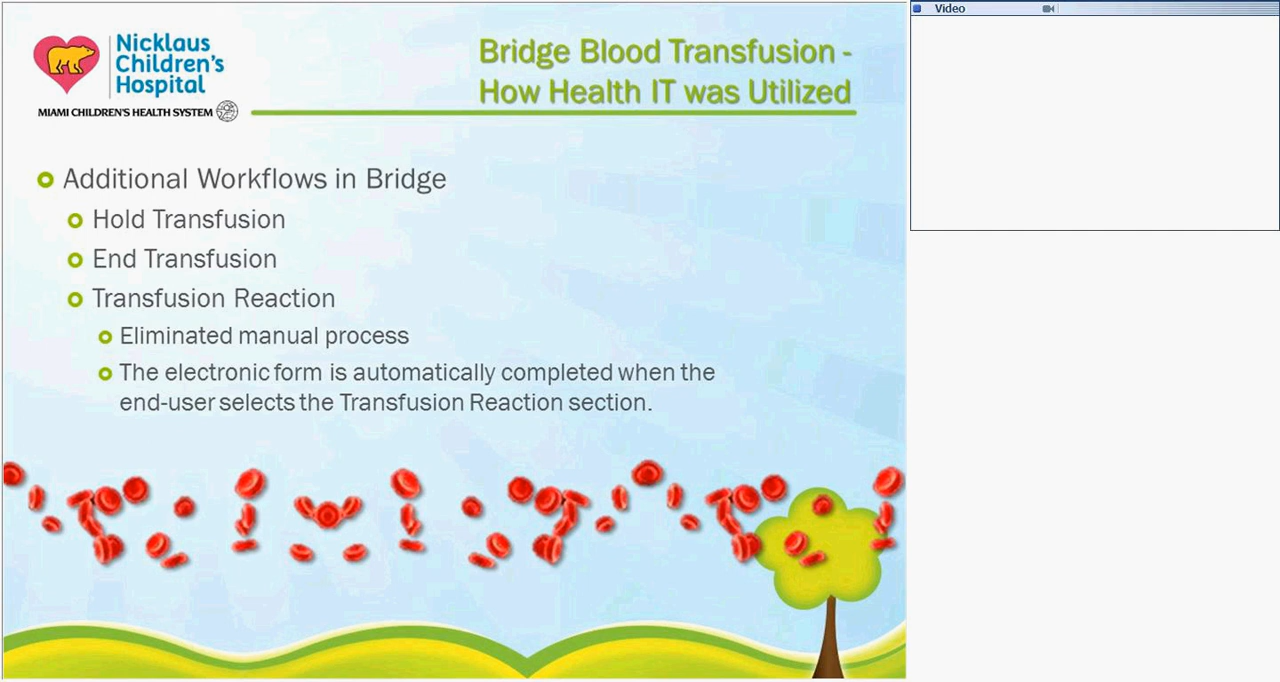 Nicklaus
Children's
Hospital
MIAMI CHILDREN'S HEALTH SYSTEM
Bridge Blood Transfusion -
How Health IT was Utilized
Additional Workflows in Bridge
Hold Transfusion
End Transfusion
Transfusion Reaction
Eliminated manual process
The electronic form is automatically completed when the
end-user selects the Transfusion Reaction section.
Video